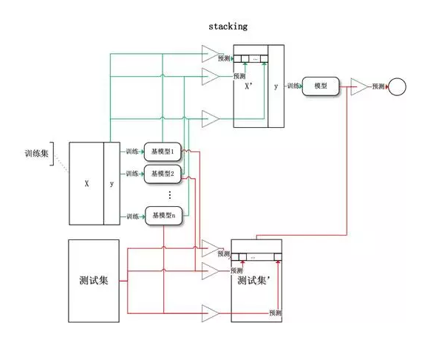 stacking
预测
...
预测
X'
y
训练
模型
预测
训练集
X
y
训练
基模型1
训练
基模型2
...
训练
基模型n
预测
...
预测
预测
测试集
测试集'